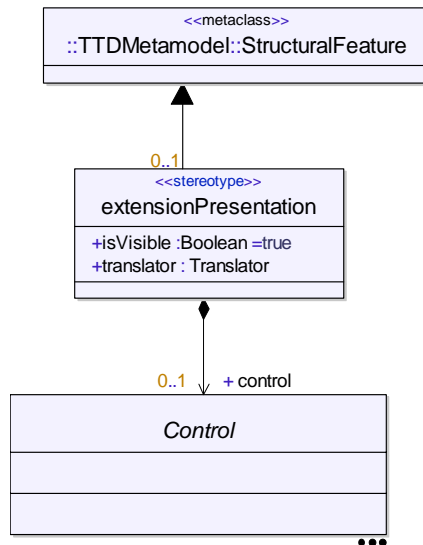 <<metaclass>>
::TTDMetamodel::StructuralFeature
0..1
<<stereotype>>
extensionPresentation
+isVisible :Boolean =true
+translator : Translator
0..1 + control
Control